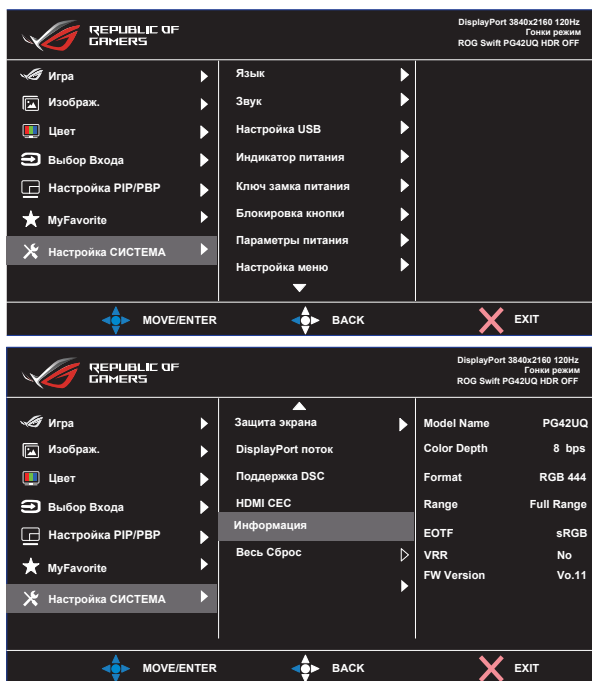 REPUBLIC OF
GAMERS
DisplayPort 3840x2160 120Hz
Гонки режим
ROG Swift PG42UQ HDR OFF
Игра
Изображ.
Цвет
Выбор Входа
Настройка PIP/PBP
MyFavorite
Настройка СИСТЕМА
Язык
Звук
Настройка USB
Индикатор питания
Ключ замка питания
Блокировка кнопки
Параметры питания
Настройка меню
MOVE/ENTER
BACK
EXIT
REPUBLIC OF
GAMERS
DisplayPort 3840x2160 120Hz
Гонки режим
ROG Swift PG42UQ HDR OFF
Игра
Изображ.
Цвет
Выбор Входа
Настройка PIP/PBP
MyFavorite
Настройка СИСТЕМА
Защита экрана
DisplayPort поток
Поддержка DSC
HDMI CEC
Информация
Весь Сброс
Model Name PG42UQ
Color Depth 8 bps
Format RGB 444
Range Full Range
EOTF sRGB
VRR No
FW Version Vo.11
MOVE/ENTER
BACK
EXIT